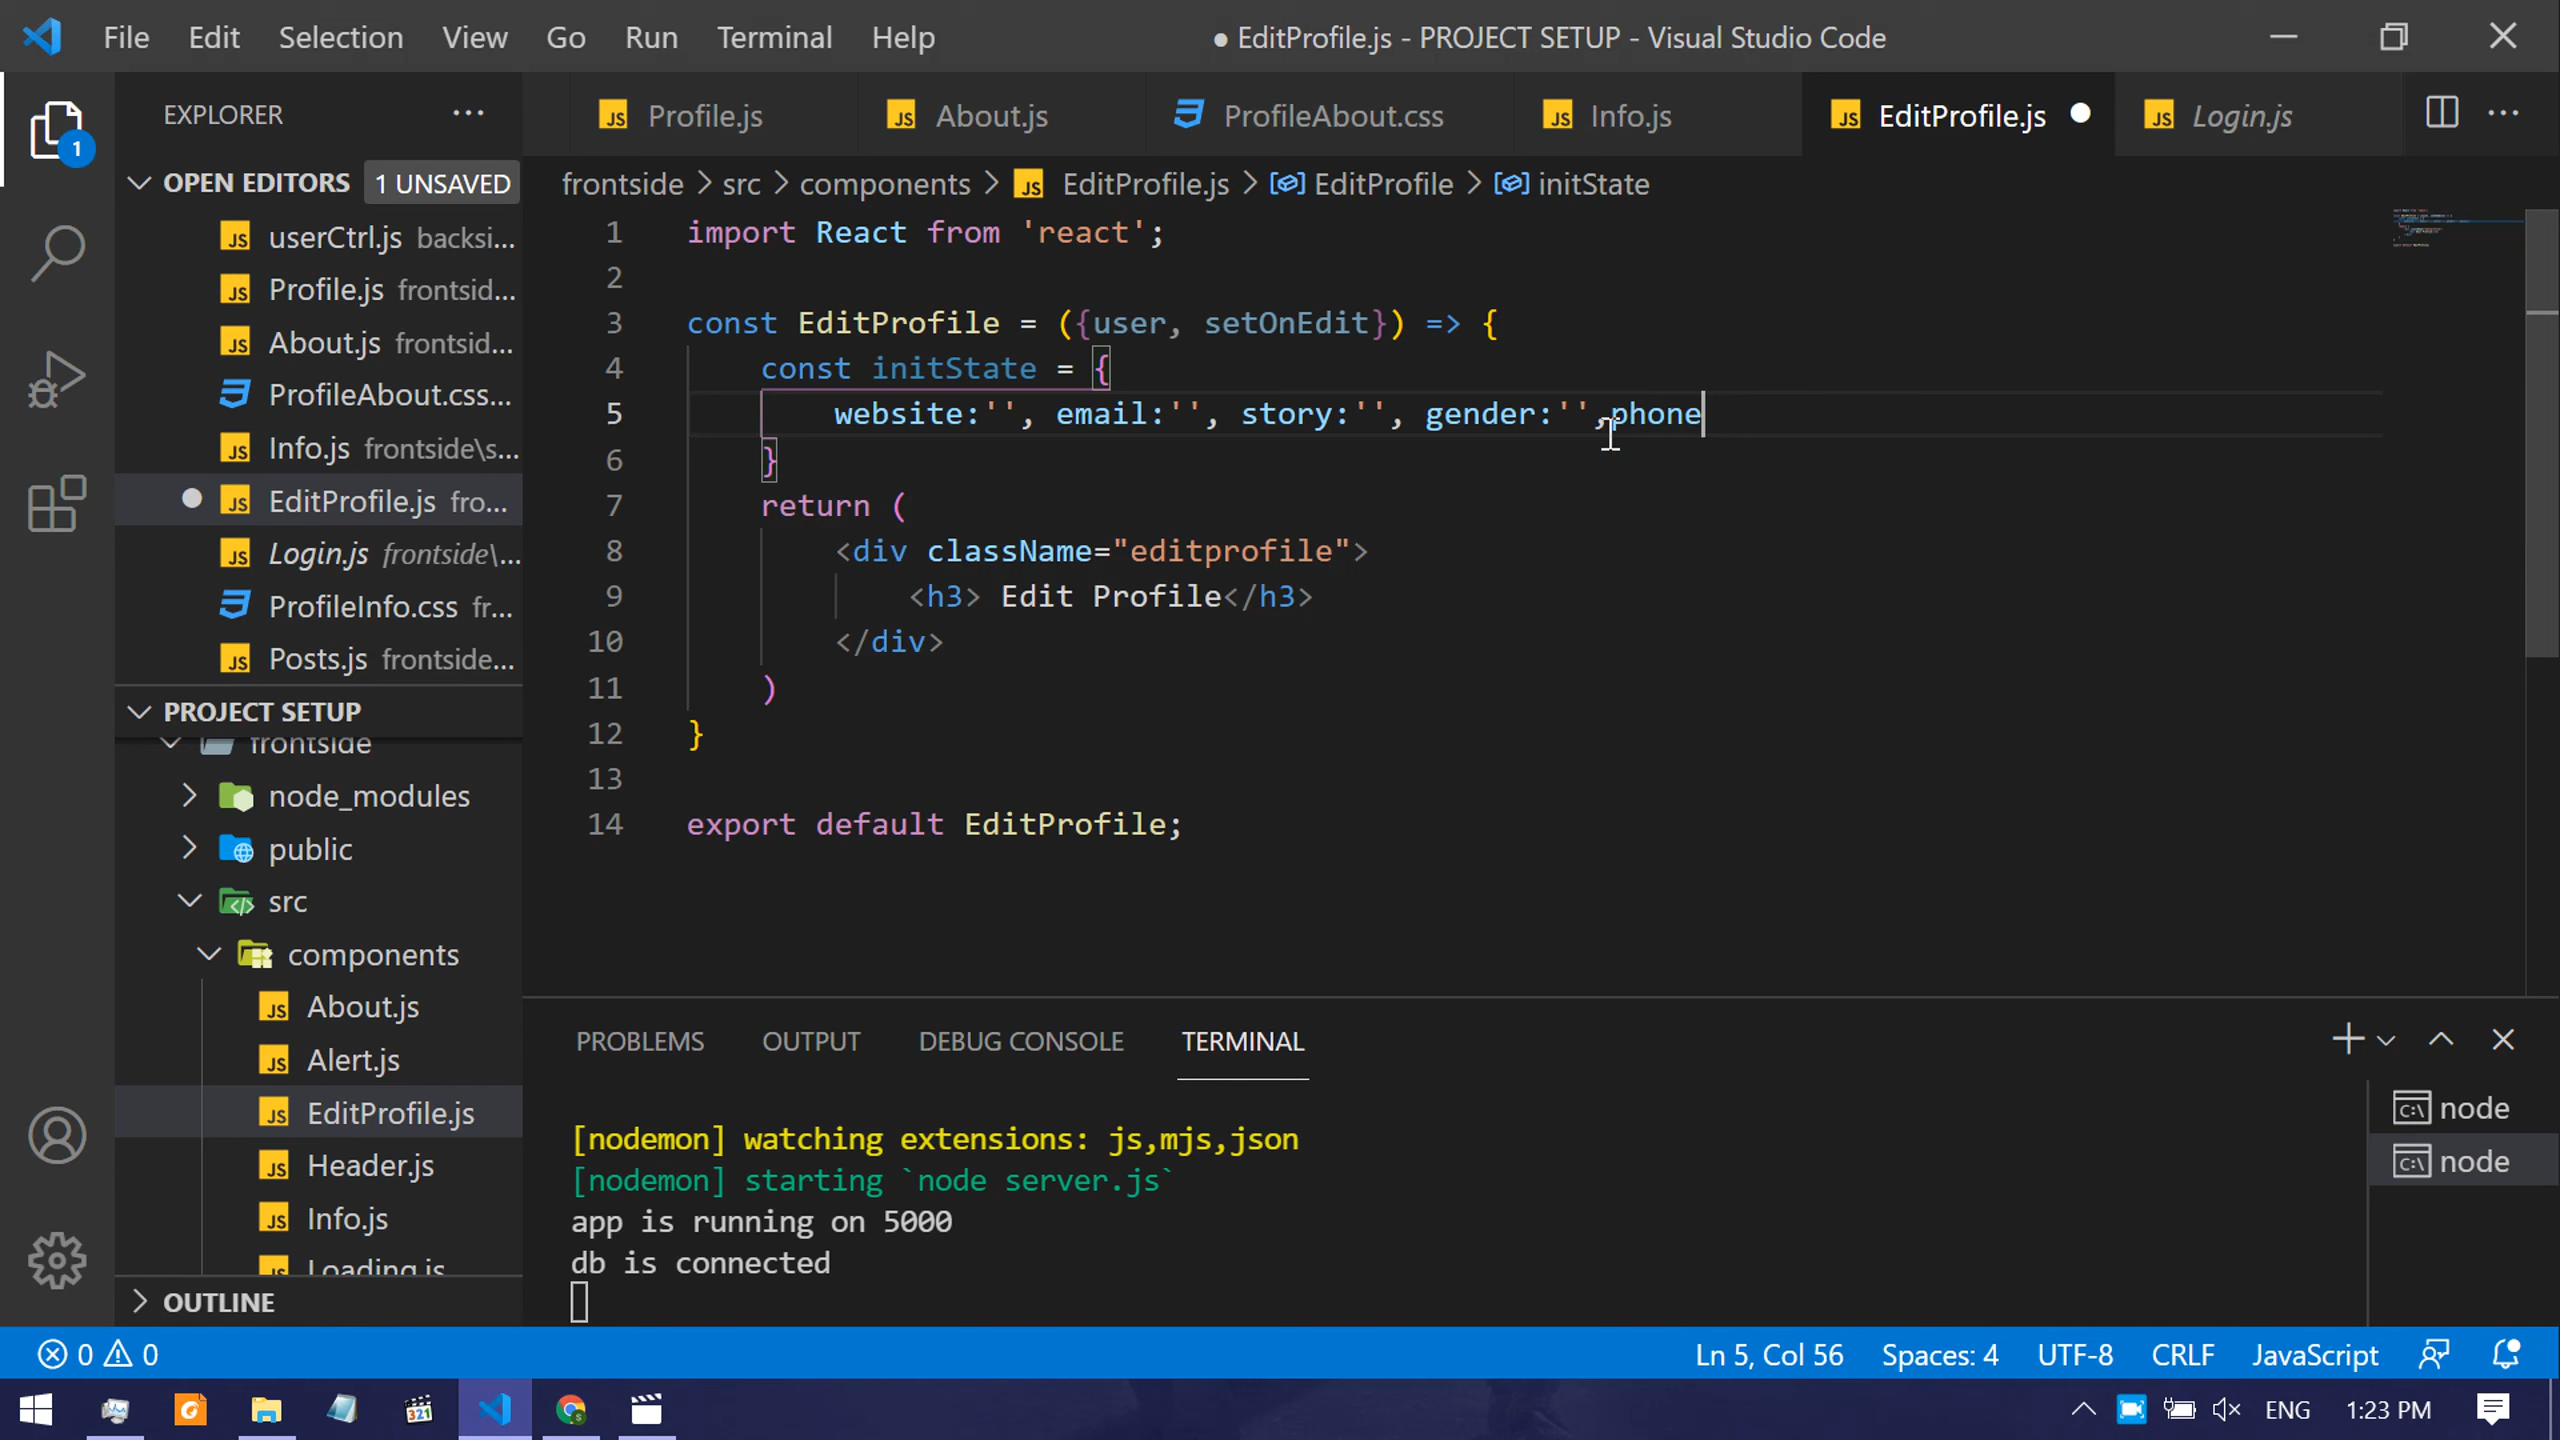 File Edit Selection View Go Run Terminal Help
● EditProfile.js - PROJECT SETUP - Visual Studio Code
EXPLORER
Profile.js
About.js
ProfileAbout.css
Info.js
EditProfile.js
Login.js
OPEN EDITORS 1 UNSAVED
frontside > src > components > EditProfile.js > EditProfile > initState
userCtrl.js backsi...
Profile.js frontsid...
About.js frontsid...
ProfileAbout.css...
Info.js frontside\s...
EditProfile.js fro...
Login.js frontside\...
ProfileInfo.css fr...
Posts.js frontside...
1 import React from 'react';
2
3 const EditProfile = ({user, setOnEdit}) => {
4 const initState = {
5 website:'', email:'', story:'', gender:'',phone
6 }
7 return (
8 <div className="editprofile">
9 <h3> Edit Profile</h3>
10 </div>
11 )
12 }
13
14 export default EditProfile;
PROJECT SETUP
frontside
node_modules
public
src
components
About.js
Alert.js
EditProfile.js
Header.js
Info.js
Loading.js
OUTLINE
PROBLEMS OUTPUT DEBUG CONSOLE TERMINAL
[nodemon] watching extensions: js,mjs,json
[nodemon] starting `node server.js`
app is running on 5000
db is connected
node
node
0 0
Ln 5, Col 56 Spaces: 4 UTF-8 CRLF JavaScript
ENG 1:23 PM